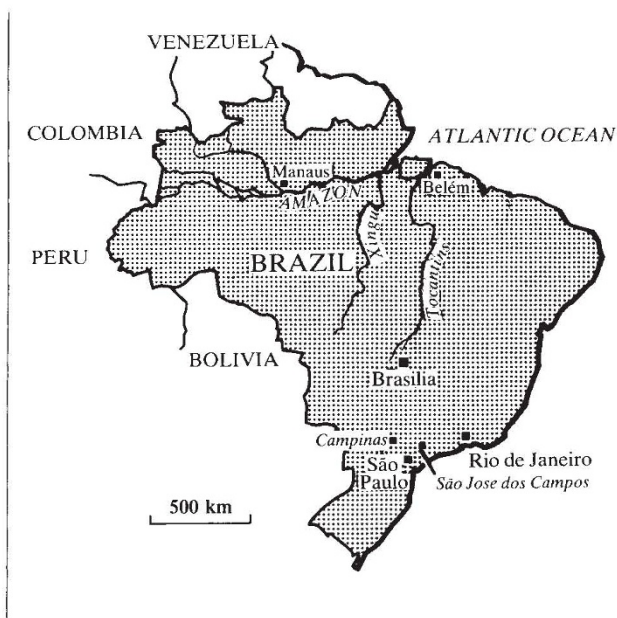 VENEZUELA
COLOMBIA
ATLANTIC OCEAN
Manaus
Belém
AMAZON
Xingu
Tocantins
PERU
BRAZIL
BOLIVIA
Brasilia
Campinas
São
Paulo
Rio de Janeiro
São Jose dos Campos
500 km